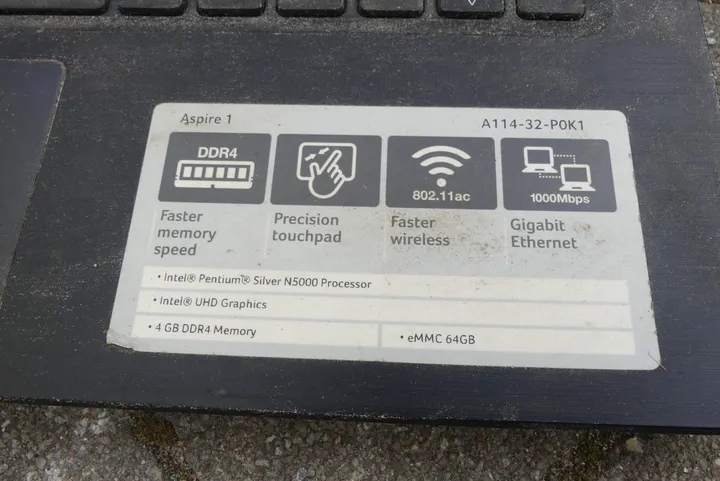 Aspire 1
A114-32-P0K1
DDR4
802.11ac
1000Mbps
Faster
memory
speed
Precision
touchpad
Faster
wireless
Gigabit
Ethernet
• Intel® Pentium® Silver N5000 Processor
• Intel® UHD Graphics
• 4 GB DDR4 Memory
• eMMC 64GB